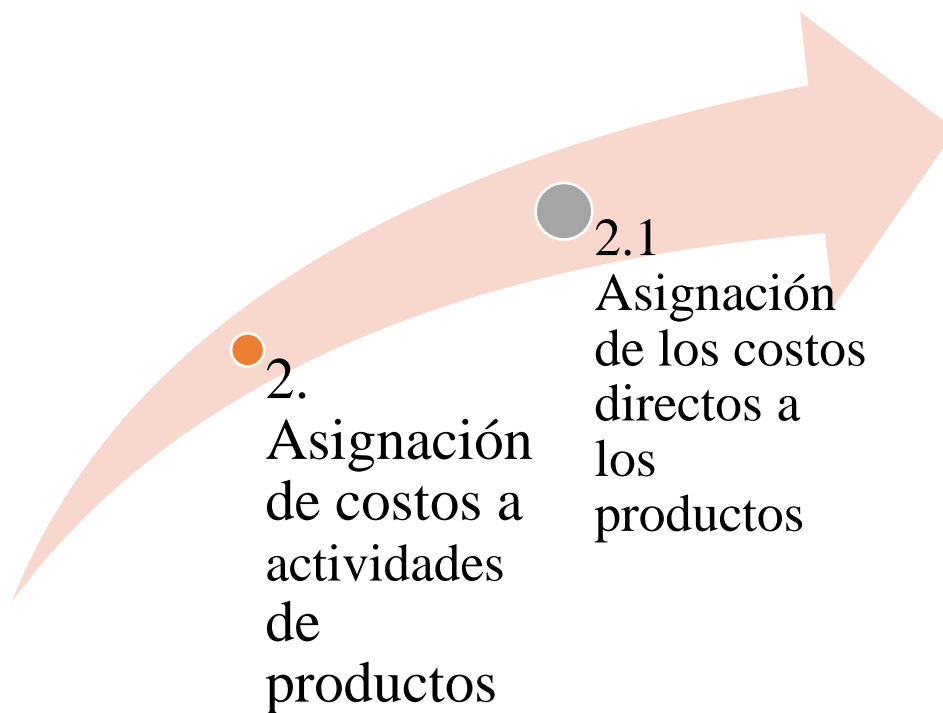 2.
Asignación
de costos a
actividades
de
productos
2.1
Asignación
de los costos
directos a
los
productos